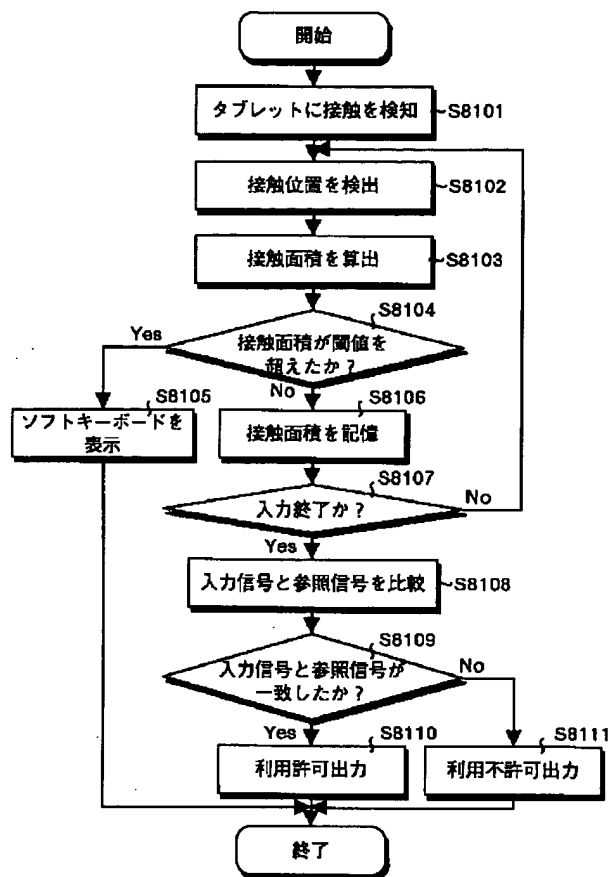 開始
タブレットに接触を検知
S8101
接触位置を検出
S8102
接触面積を算出
S8103
S8104
Yes
接触面積が閾値を
超えたか？
No
S8105
ソフトキーボードを
表示
S8106
接触面積を記憶
S8107
入力終了か？
No
Yes
入力信号と参照信号を比較
S8108
S8109
入力信号と参照信号が
一致したか？
No
Yes
S8110
利用許可出力
S8111
利用不許可出力
終了